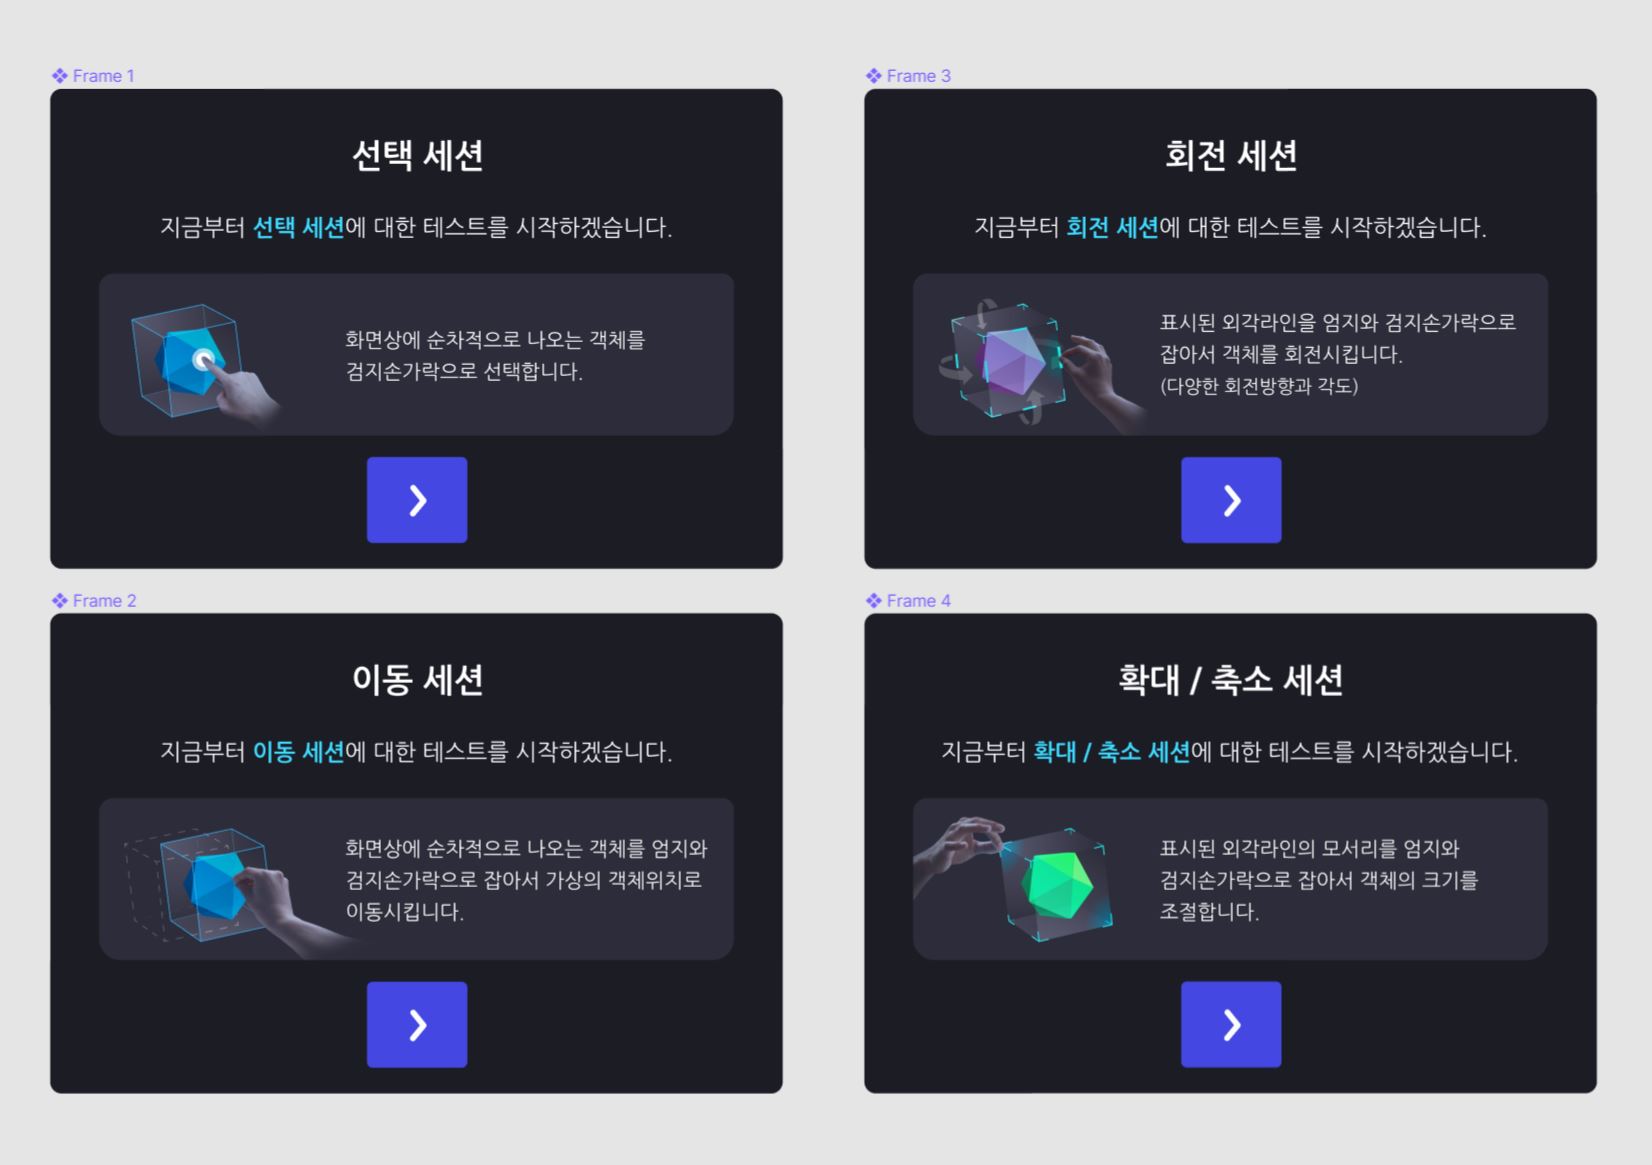 Frame 1
선택 세션
지금부터 선택 세션에 대한 테스트를 시작하겠습니다.
화면상에 순차적으로 나오는 객체를
검지손가락으로 선택합니다.
Frame 3
회전 세션
지금부터 회전 세션에 대한 테스트를 시작하겠습니다.
표시된 외각라인을 엄지와 검지손가락으로
잡아서 객체를 회전시킵니다.
(다양한 회전방향과 각도)
Frame 2
이동 세션
지금부터 이동 세션에 대한 테스트를 시작하겠습니다.
화면상에 순차적으로 나오는 객체를 엄지와
검지손가락으로 잡아서 가상의 객체위치로
이동시킵니다.
Frame 4
확대 / 축소 세션
지금부터 확대 / 축소 세션에 대한 테스트를 시작하겠습니다.
표시된 외각라인의 모서리를 엄지와
검지손가락으로 잡아서 객체의 크기를
조절합니다.